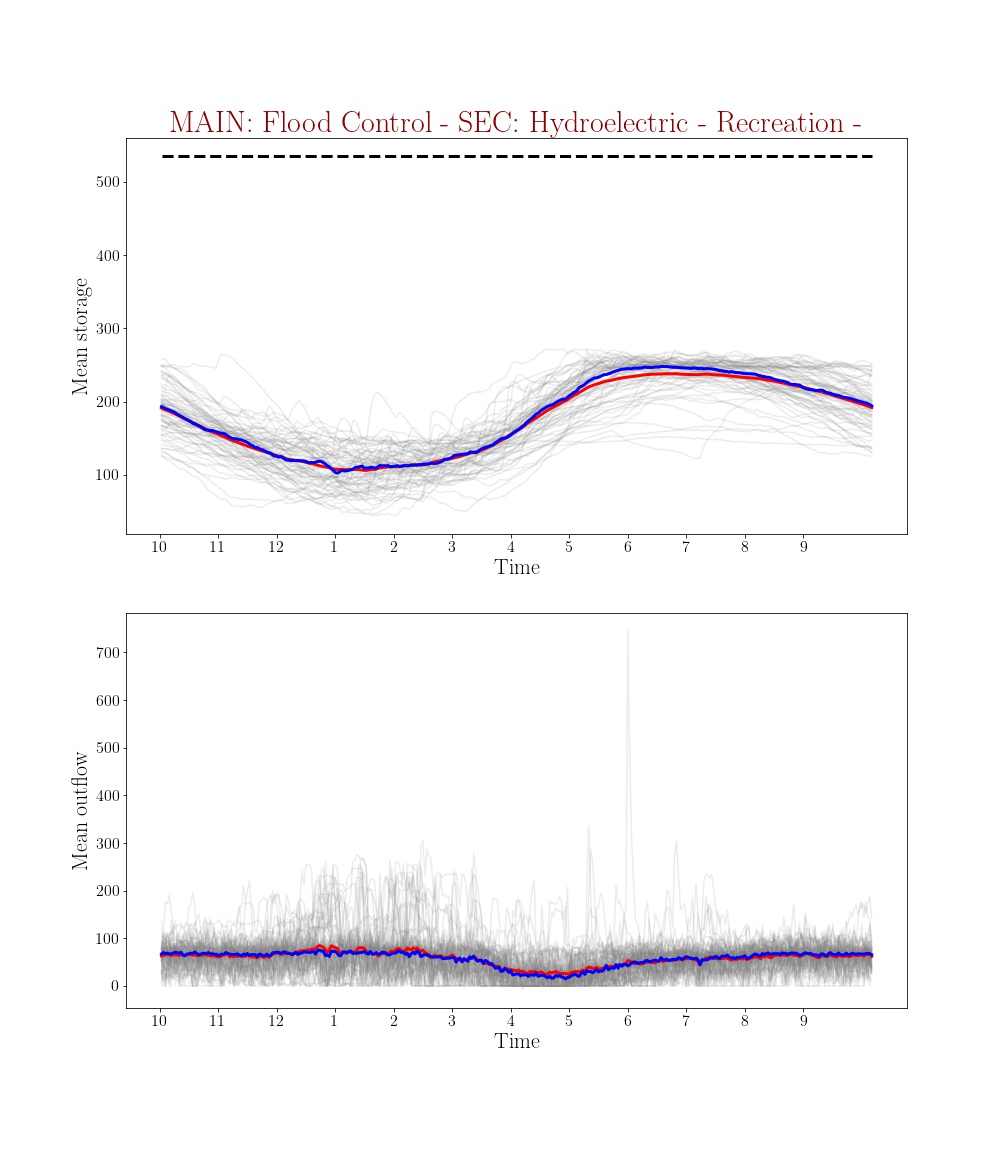 MAIN: Flood Control - SEC: Hydroelectric - Recreation -
500
400
300
200
100
Mean storage
10 11 12 1 2 3 4 5 6 7 8 9
Time
700
600
500
400
300
200
100
0
Mean outflow
10 11 12 1 2 3 4 5 6 7 8 9
Time